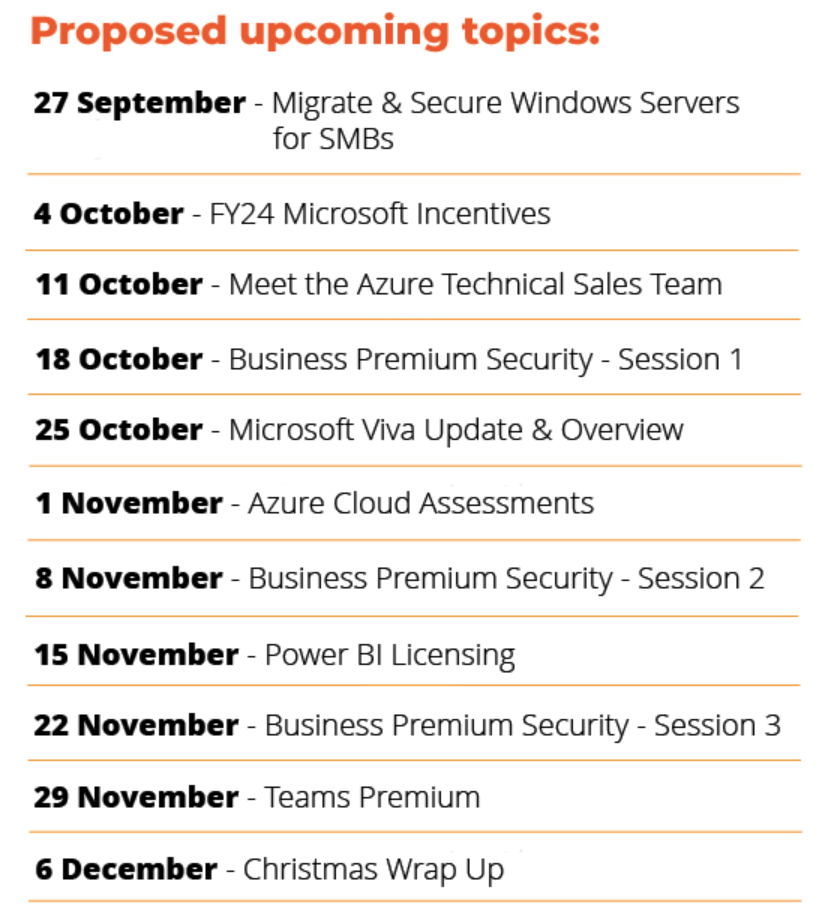 Proposed upcoming topics:
27 September - Migrate & Secure Windows Servers
for SMBs
4 October - FY24 Microsoft Incentives
11 October - Meet the Azure Technical Sales Team
18 October - Business Premium Security - Session 1
25 October - Microsoft Viva Update & Overview
1 November - Azure Cloud Assessments
8 November - Business Premium Security - Session 2
15 November - Power BI Licensing
22 November - Business Premium Security - Session 3
29 November - Teams Premium
6 December - Christmas Wrap Up